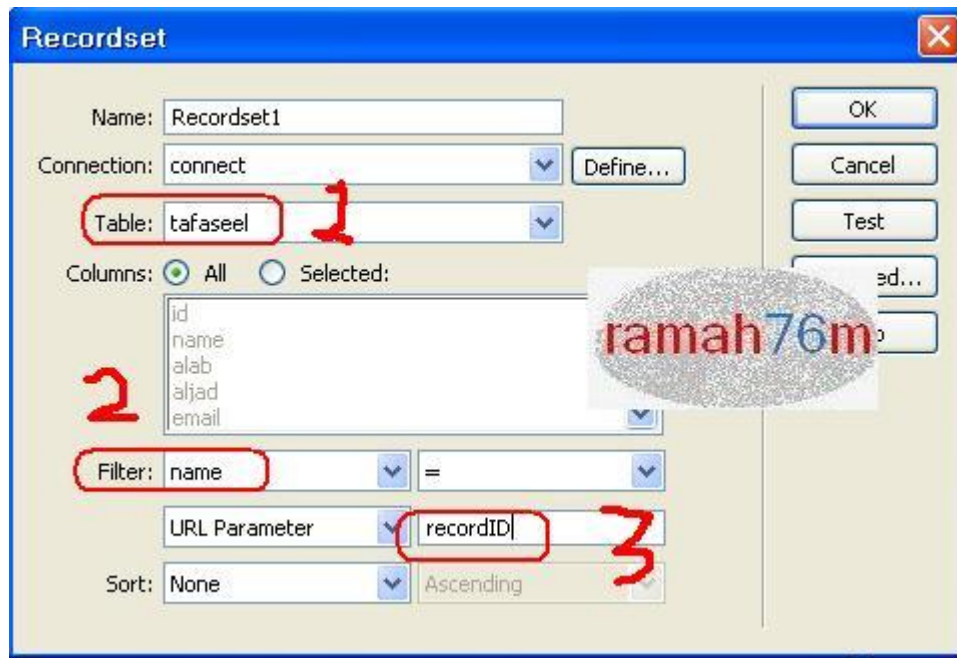 Recordset
Name: Recordset1
OK
Connection: connect Define...
Cancel
Table: tafaseel 1
Test
Columns: All Selected:
ed...
id
name
alab
aljad
email
ramah76m
2
Filter: name =
URL Parameter recordID 3
Sort: None Ascending